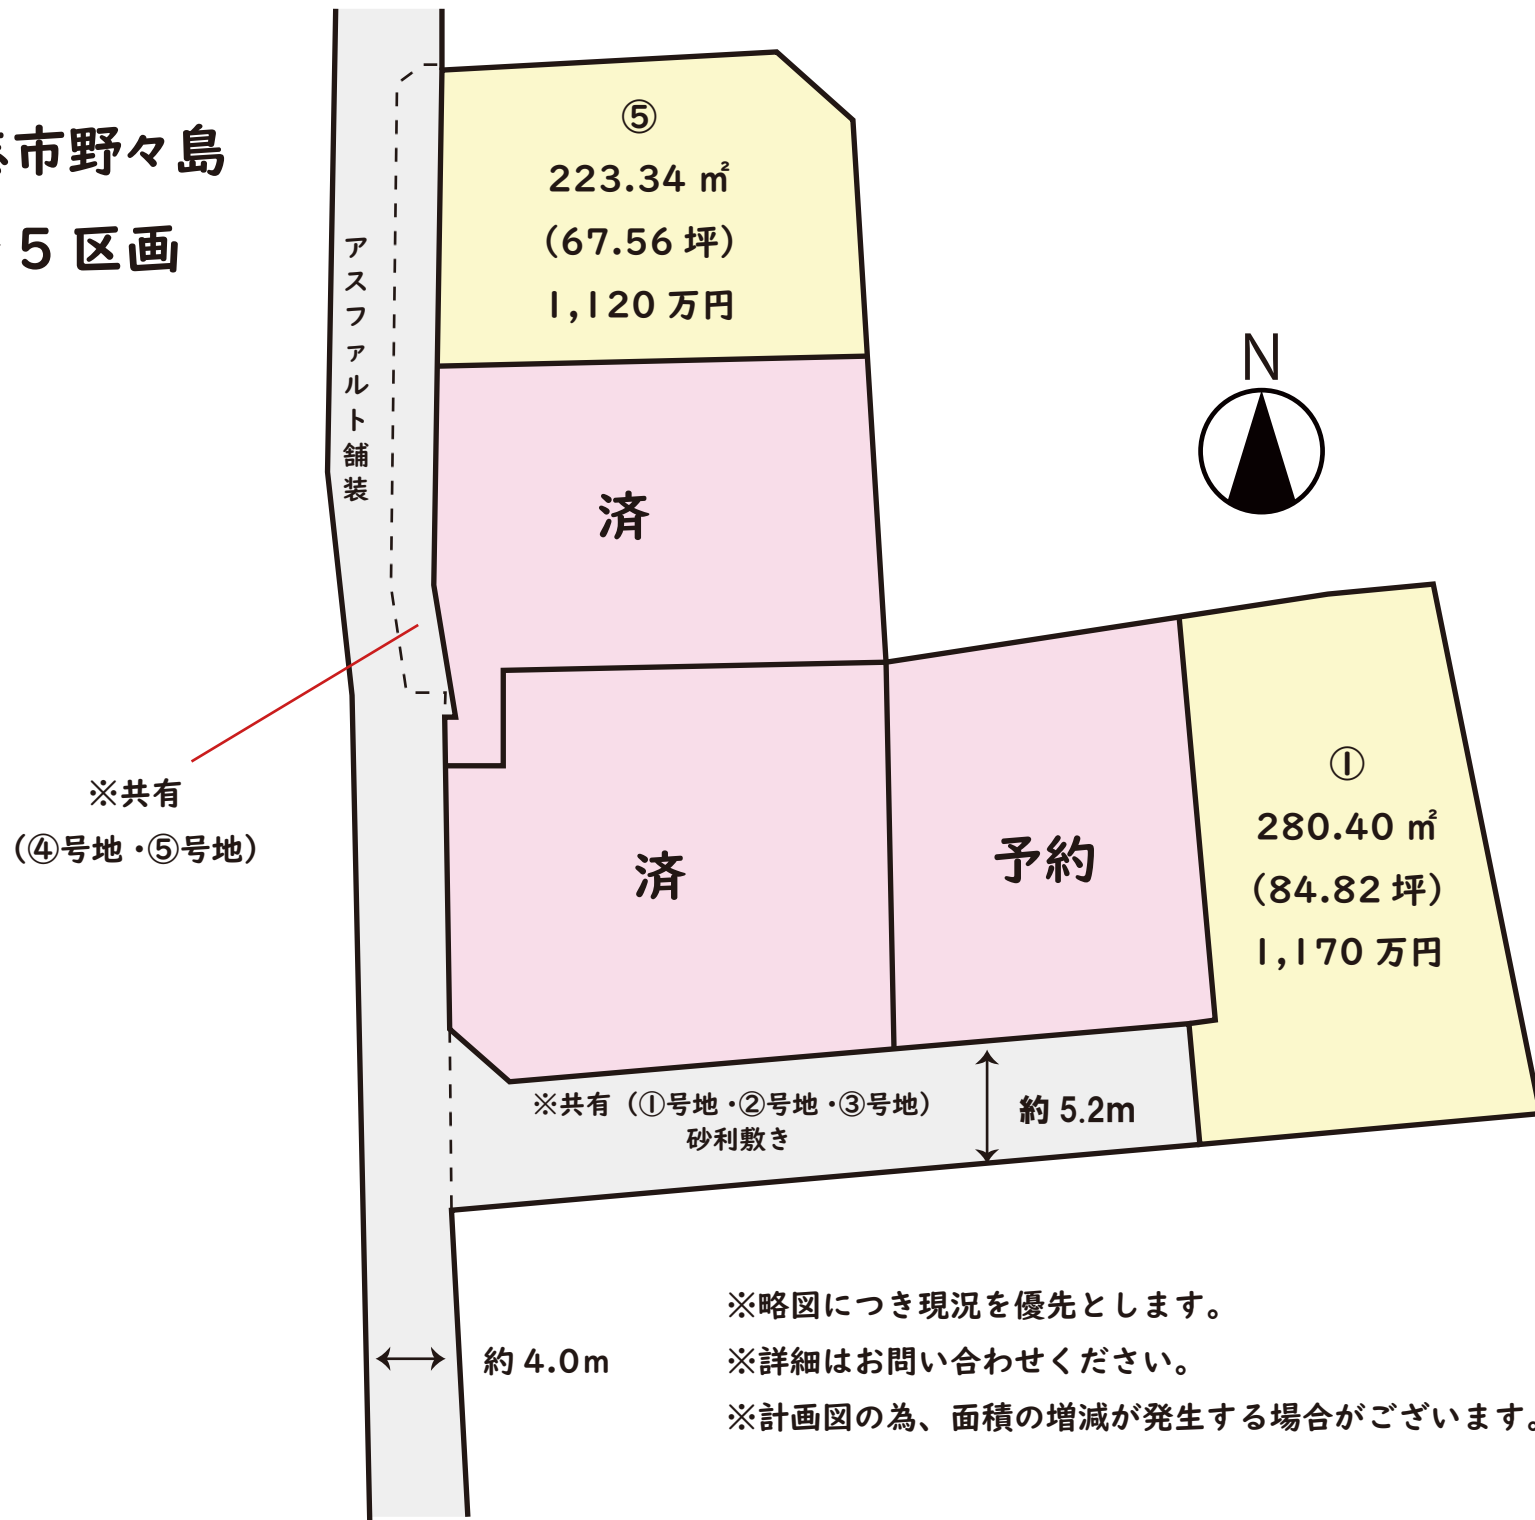 市野々島
5 区画
⑤
223.34 ㎡
(67.56 坪)
1,120 万円
アスファルト舗装
N
済
※共有
(④号地・⑤号地)
済
予約
①
280.40 ㎡
(84.82 坪)
1,170 万円
※共有 (①号地・②号地・③号地)
砂利敷き
約 5.2m
約 4.0m
※略図につき現況を優先とします。
※詳細はお問い合わせください。
※計画図の為、面積の増減が発生する場合がございます。